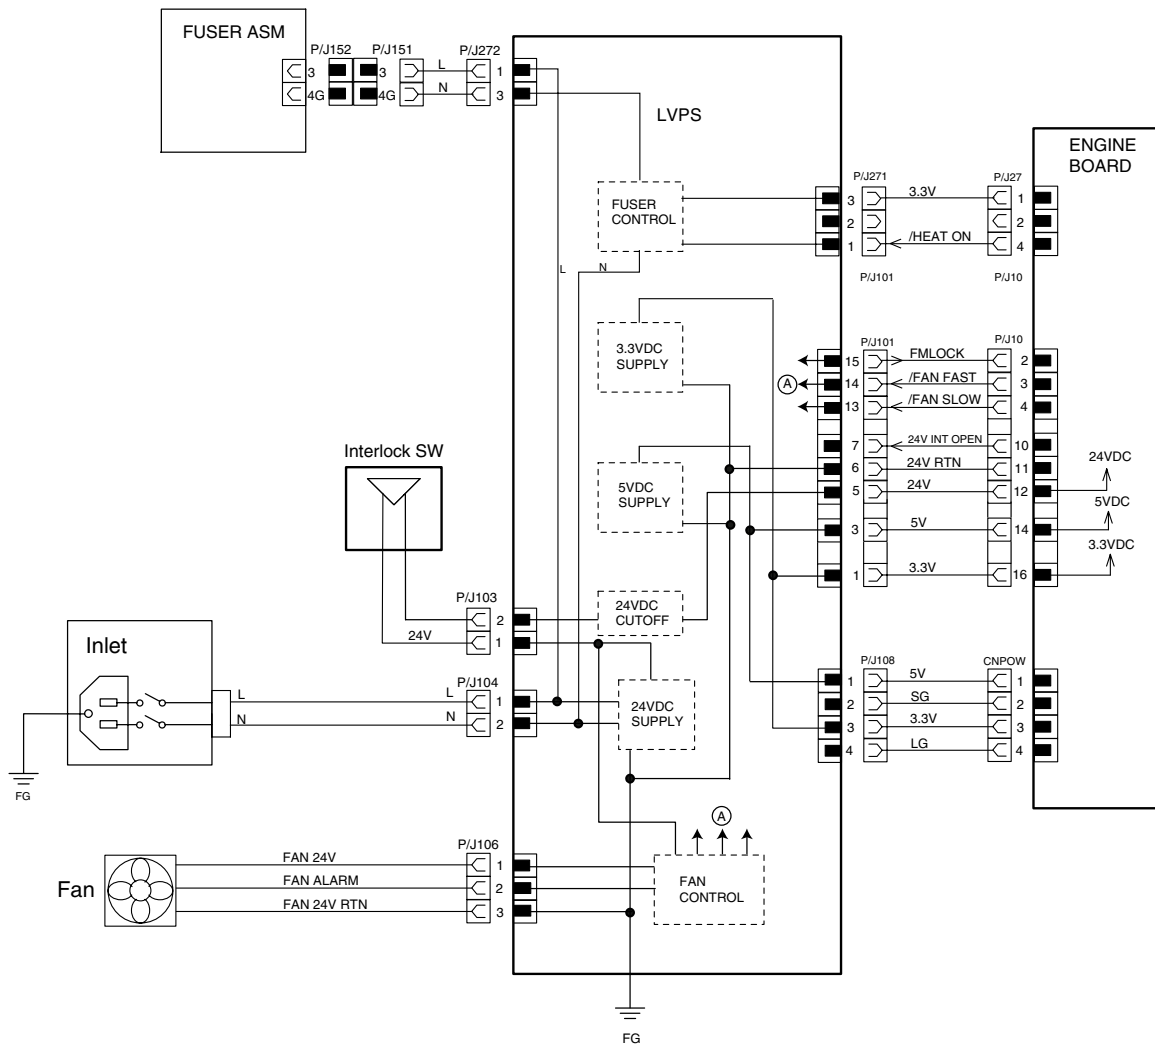 FUSER ASM
P/J152 P/J151 P/J272
3 3 L 1
4G 4G N 3
LVPS
ENGINE
BOARD
P/J271 P/J27
3 3.3V 1
2 2
1 /HEAT ON 4
FUSER
CONTROL
L N
P/J101 P/J10
3.3VDC
SUPPLY
P/J101 P/J10
15 FMLOCK 2
A 14 /FAN FAST 3
13 /FAN SLOW 4
7 24V INT OPEN 10
6 24V RTN 11
5 24V 12
3 5V 14
1 3.3V 16
24VDC
5VDC
3.3VDC
Interlock SW
5VDC
SUPPLY
P/J103
2
24V 1
24VDC
CUTOFF
Inlet
P/J104
L L 1
N N 2
FG
24VDC
SUPPLY
P/J108 CNPOW
1 5V 1
2 SG 2
3 3.3V 3
4 LG 4
A
Fan
P/J106
FAN 24V 1
FAN ALARM 2
FAN 24V RTN 3
FAN
CONTROL
FG